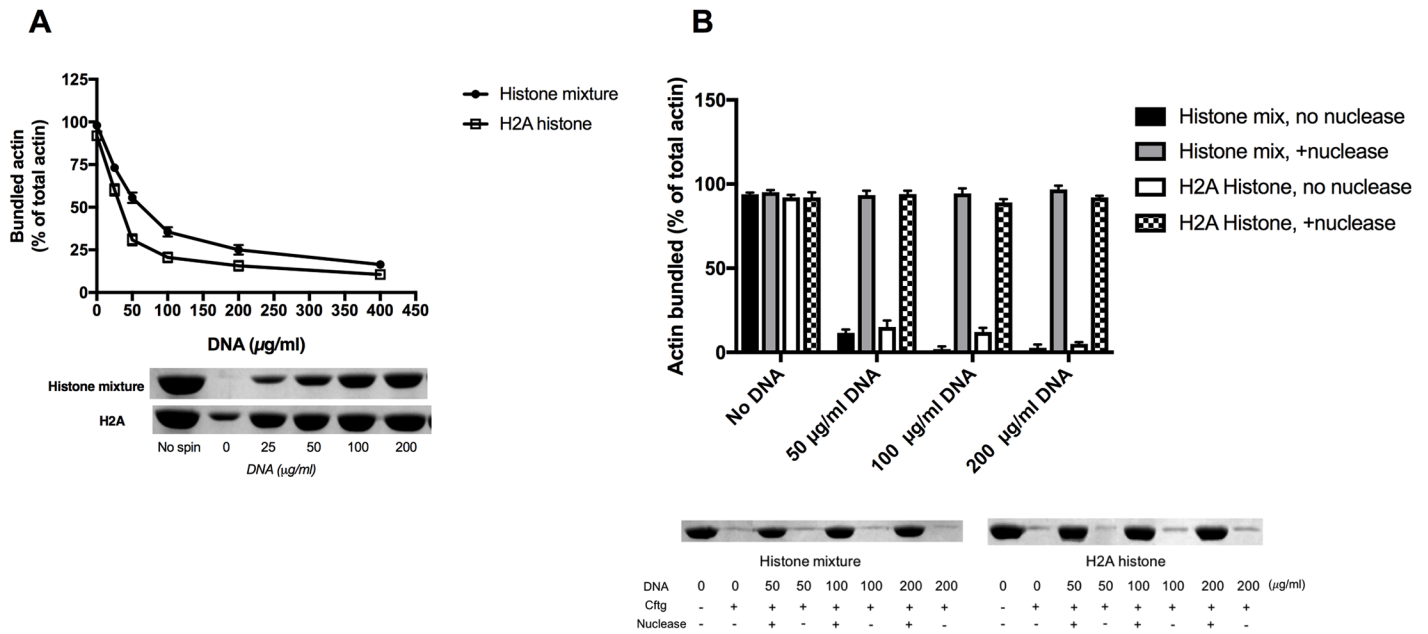 A
125
100
75
50
25
0
Bundled actin
(% of total actin)
0 50 100 150 200 250 300 350 400 450
DNA (µg/ml)
Histone mixture
H2A histone
Histone mixture
H2A
No spin 0 25 50 100 200
DNA (µg/ml)
B
150
100
50
0
Actin bundled (% of total actin)
No DNA
50 µg/ml DNA
100 µg/ml DNA
200 µg/ml DNA
Histone mix, no nuclease
Histone mix, +nuclease
H2A Histone, no nuclease
H2A Histone, +nuclease
Histone mixture H2A histone
DNA 0 0 50 50 100 100 200 200 0 0 50 50 100 100 200 200 (µg/ml)
Cftg - + + + + + + + - + + + + + + +
Nuclease + - + - + - + - + - + -